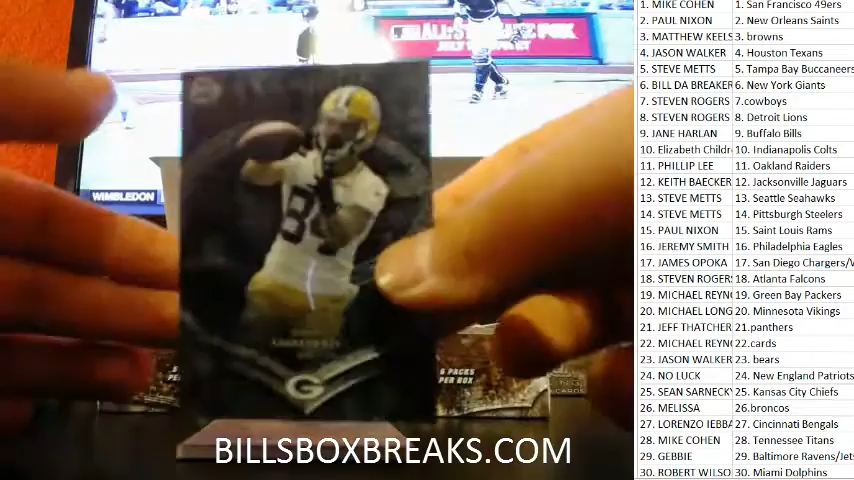 ALL-STAR FOX
JULY
WIMBLEDON
84
G
6 PACKS
PER BOX
CARDS
BILLSBOXBREAKS.COM
1. MIKE COHEN 1. San Francisco 49ers
2. PAUL NIXON 2. New Orleans Saints
3. MATTHEW KEELS 3. browns
4. JASON WALKER 4. Houston Texans
5. STEVE METTS 5. Tampa Bay Buccaneers
6. BILL DA BREAKER 6. New York Giants
7. STEVEN ROGERS 7.cowboys
8. STEVEN ROGERS 8. Detroit Lions
9. JANE HARLAN 9. Buffalo Bills
10. Elizabeth Childr 10. Indianapolis Colts
11. PHILLIP LEE 11. Oakland Raiders
12. KEITH BAECKER 12. Jacksonville Jaguars
13. STEVE METTS 13. Seattle Seahawks
14. STEVE METTS 14. Pittsburgh Steelers
15. PAUL NIXON 15. Saint Louis Rams
16. JEREMY SMITH 16. Philadelphia Eagles
17. JAMES OPOKA 17. San Diego Chargers/V
18. STEVEN ROGERS 18. Atlanta Falcons
19. MICHAEL REYN 19. Green Bay Packers
20. MICHAEL LONG 20. Minnesota Vikings
21. JEFF THATCHER 21.panthers
22. MICHAEL REYN 22.cards
23. JASON WALKER 23. bears
24. NO LUCK 24. New England Patriots
25. SEAN SARNECK 25. Kansas City Chiefs
26. MELISSA 26.broncos
27. LORENZO IEBBA 27. Cincinnati Bengals
28. MIKE COHEN 28. Tennessee Titans
29. GEBBIE 29. Baltimore Ravens/Jets
30. ROBERT WILSO 30. Miami Dolphins